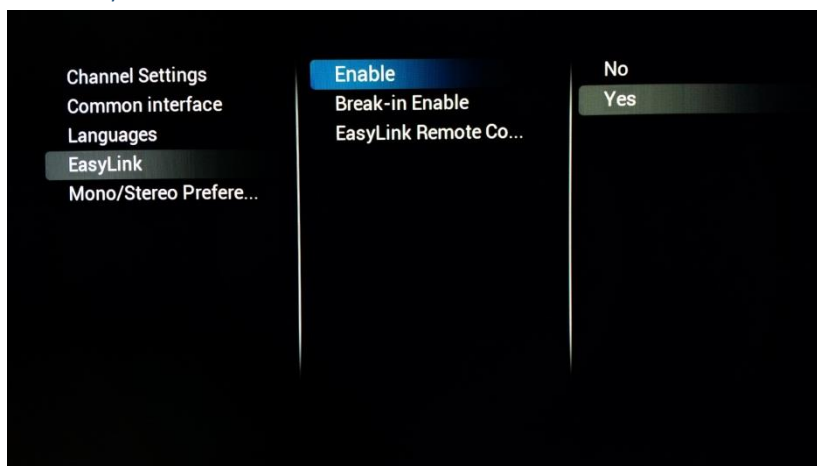 Channel Settings
Common interface
Languages
EasyLink
Mono/Stereo Prefere...
Enable
Break-in Enable
EasyLink Remote Co...
No
Yes